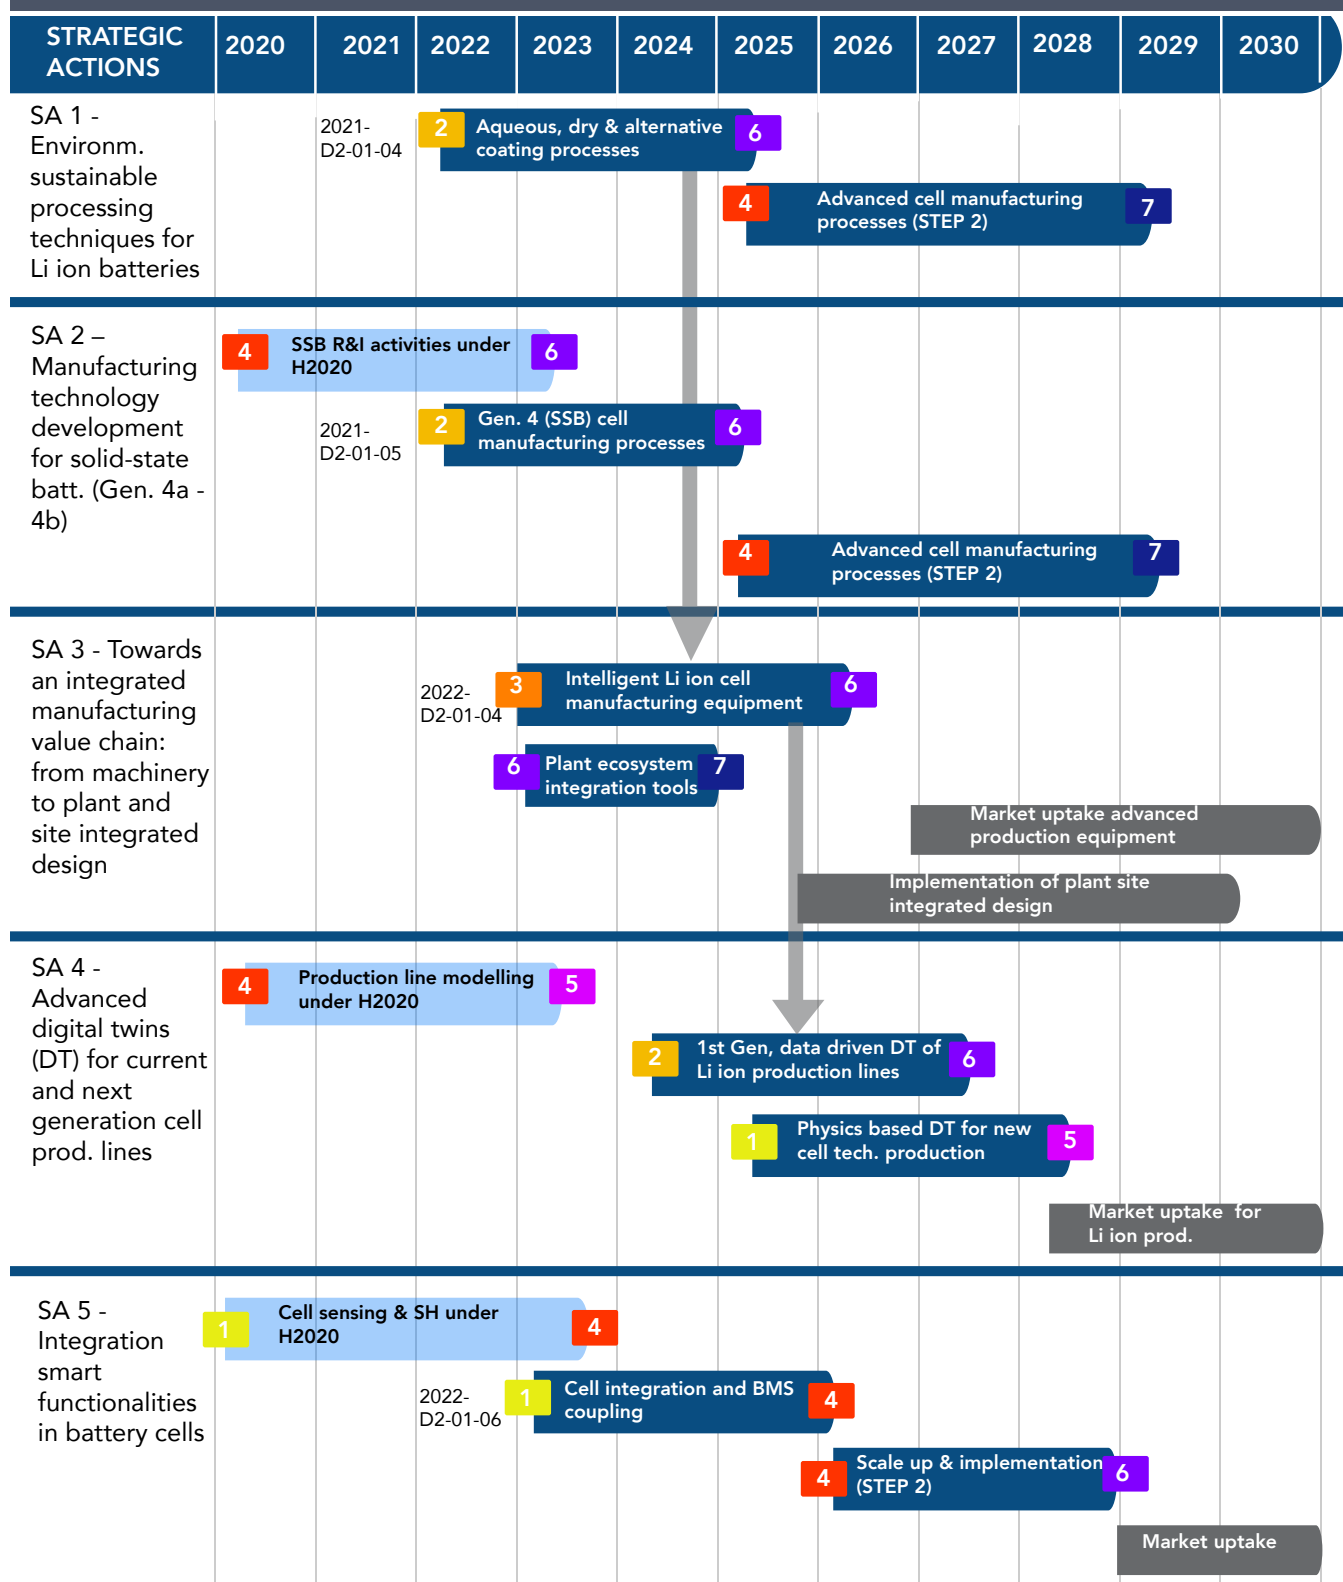 STRATEGIC
ACTIONS
2020
2021
2022
2023
2024
2025
2026
2027
2028
2029
2030
SA 1 -
Environm.
sustainable
processing
techniques for
Li ion batteries
2021-
D2-01-04
2
Aqueous, dry & alternative
coating processes
6
4
Advanced cell manufacturing
processes (STEP 2)
7
SA 2 –
Manufacturing
technology
development
for solid-state
batt. (Gen. 4a -
4b)
4
SSB R&I activities under
H2020
6
2021-
D2-01-05
2
Gen. 4 (SSB) cell
manufacturing processes
6
4
Advanced cell manufacturing
processes (STEP 2)
7
SA 3 - Towards
an integrated
manufacturing
value chain:
from machinery
to plant and
site integrated
design
2022-
D2-01-04
3
Intelligent Li ion cell
manufacturing equipment
6
6
Plant ecosystem
integration tools
7
Market uptake advanced
production equipment
Implementation of plant site
integrated design
SA 4 -
Advanced
digital twins
(DT) for current
and next
generation cell
prod. lines
4
Production line modelling
under H2020
5
2
1st Gen, data driven DT of
Li ion production lines
6
1
Physics based DT for new
cell tech. production
5
Market uptake for
Li ion prod.
SA 5 -
Integration
smart
functionalities
in battery cells
1
Cell sensing & SH under
H2020
4
2022-
D2-01-06
1
Cell integration and BMS
coupling
4
4
Scale up & implementation
(STEP 2)
6
Market uptake